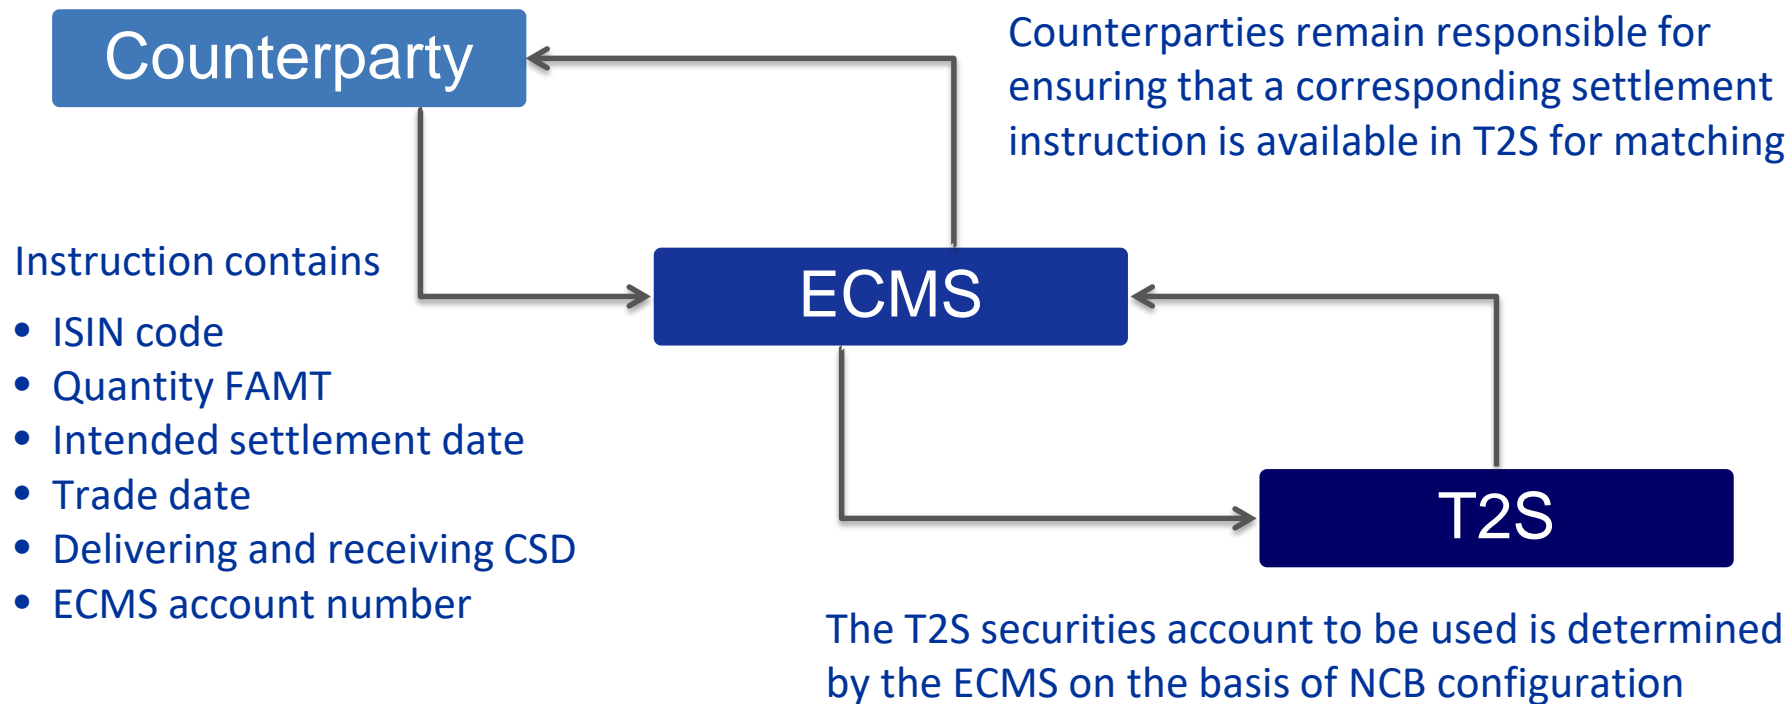 Counterparty
Counterparties remain responsible for
ensuring that a corresponding settlement
instruction is available in T2S for matching
Instruction contains
• ISIN code
• Quantity FAMT
• Intended settlement date
• Trade date
• Delivering and receiving CSD
• ECMS account number
ECMS
T2S
The T2S securities account to be used is determined
by the ECMS on the basis of NCB configuration